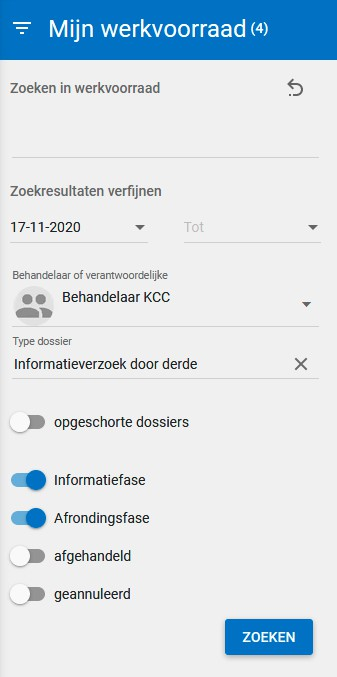 Mijn werkvoorraad (4)
Zoeken in werkvoorraad
Zoekresultaten verfijnen
17-11-2020 Tot
Behandelaar of verantwoordelijke
Behandelaar KCC
Type dossier
Informatieverzoek door derde
opgeschorte dossiers
Informatiefase
Afrondingsfase
afgehandeld
geannuleerd
ZOEKEN